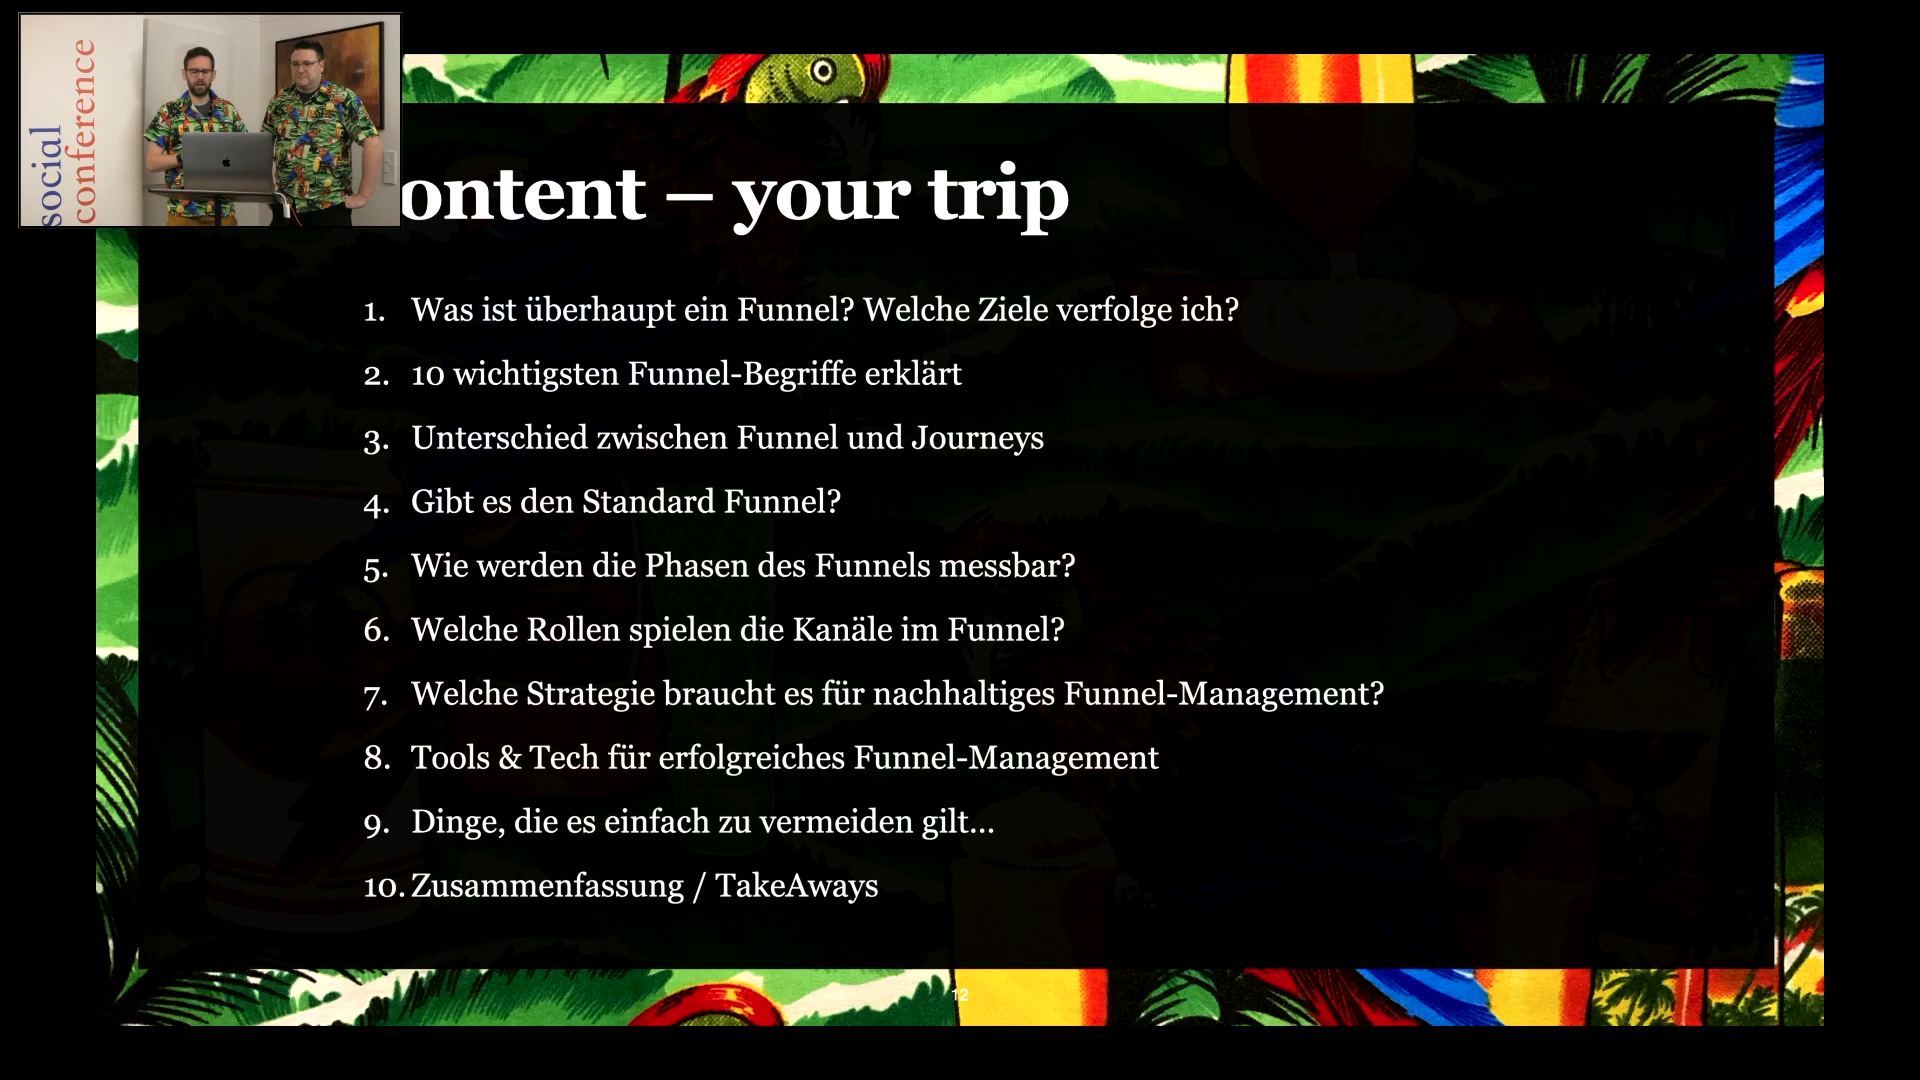 social
conference
ontent – your trip
1. Was ist überhaupt ein Funnel? Welche Ziele verfolge ich?
2. 10 wichtigsten Funnel-Begriffe erklärt
3. Unterschied zwischen Funnel und Journeys
4. Gibt es den Standard Funnel?
5. Wie werden die Phasen des Funnels messbar?
6. Welche Rollen spielen die Kanäle im Funnel?
7. Welche Strategie braucht es für nachhaltiges Funnel-Management?
8. Tools & Tech für erfolgreiches Funnel-Management
9. Dinge, die es einfach zu vermeiden gilt...
10. Zusammenfassung / TakeAways
12